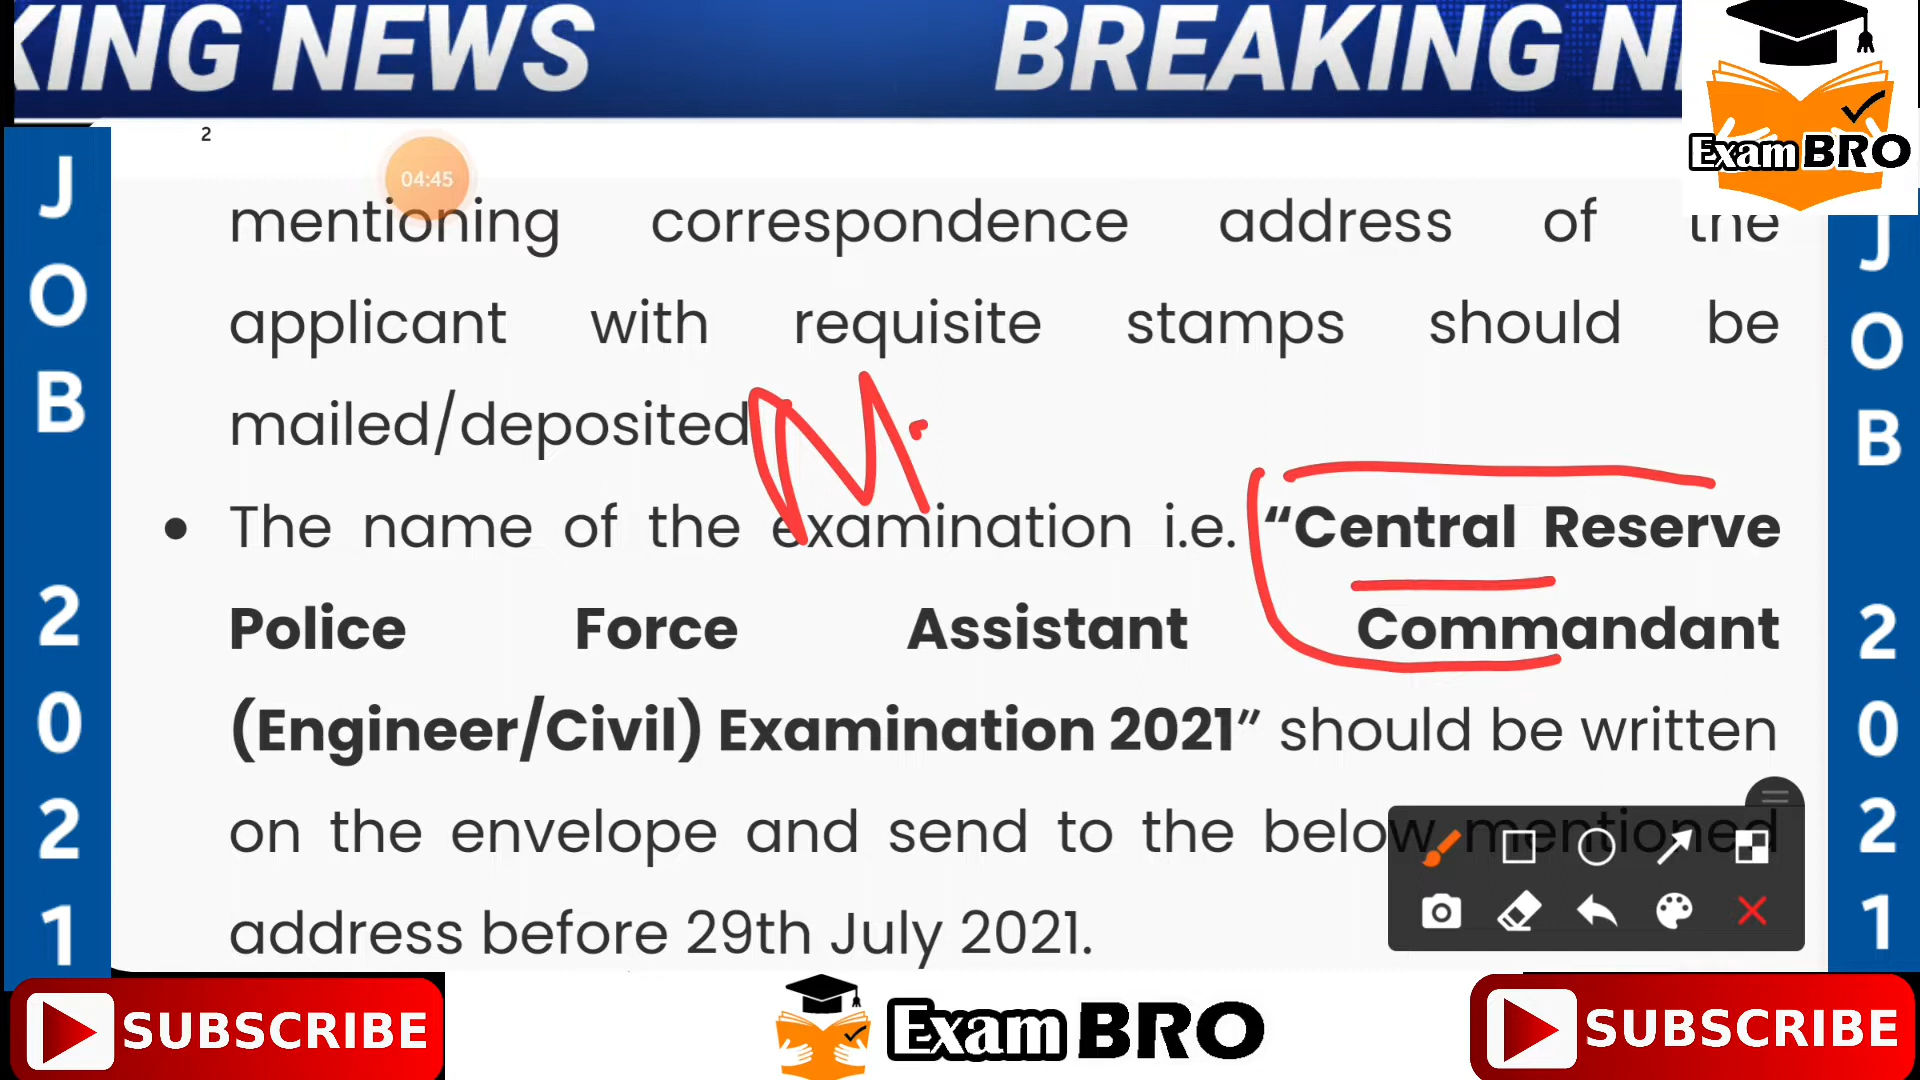 KING NEWS
BREAKING N
Exam BRO
2
04:45
mentioning correspondence address of the
applicant with requisite stamps should be
mailed/deposited
M
• The name of the examination i.e. “Central Reserve
Police Force Assistant Commandant
(Engineer/Civil) Examination 2021” should be written
on the envelope and send to the below mentioned
address before 29th July 2021.
JOB 2021
JOB 2021
SUBSCRIBE
Exam BRO
SUBSCRIBE